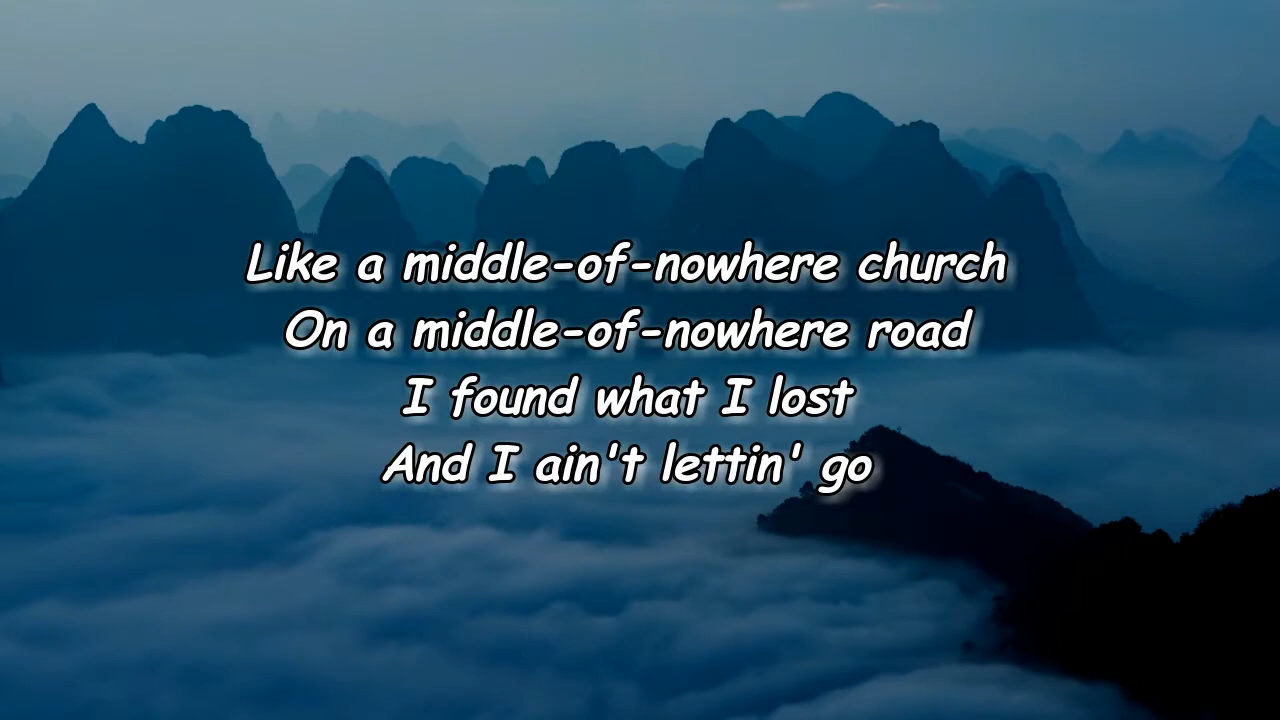 Like a middle-of-nowhere church
On a middle-of-nowhere road
I found what I lost
And I ain't lettin' go